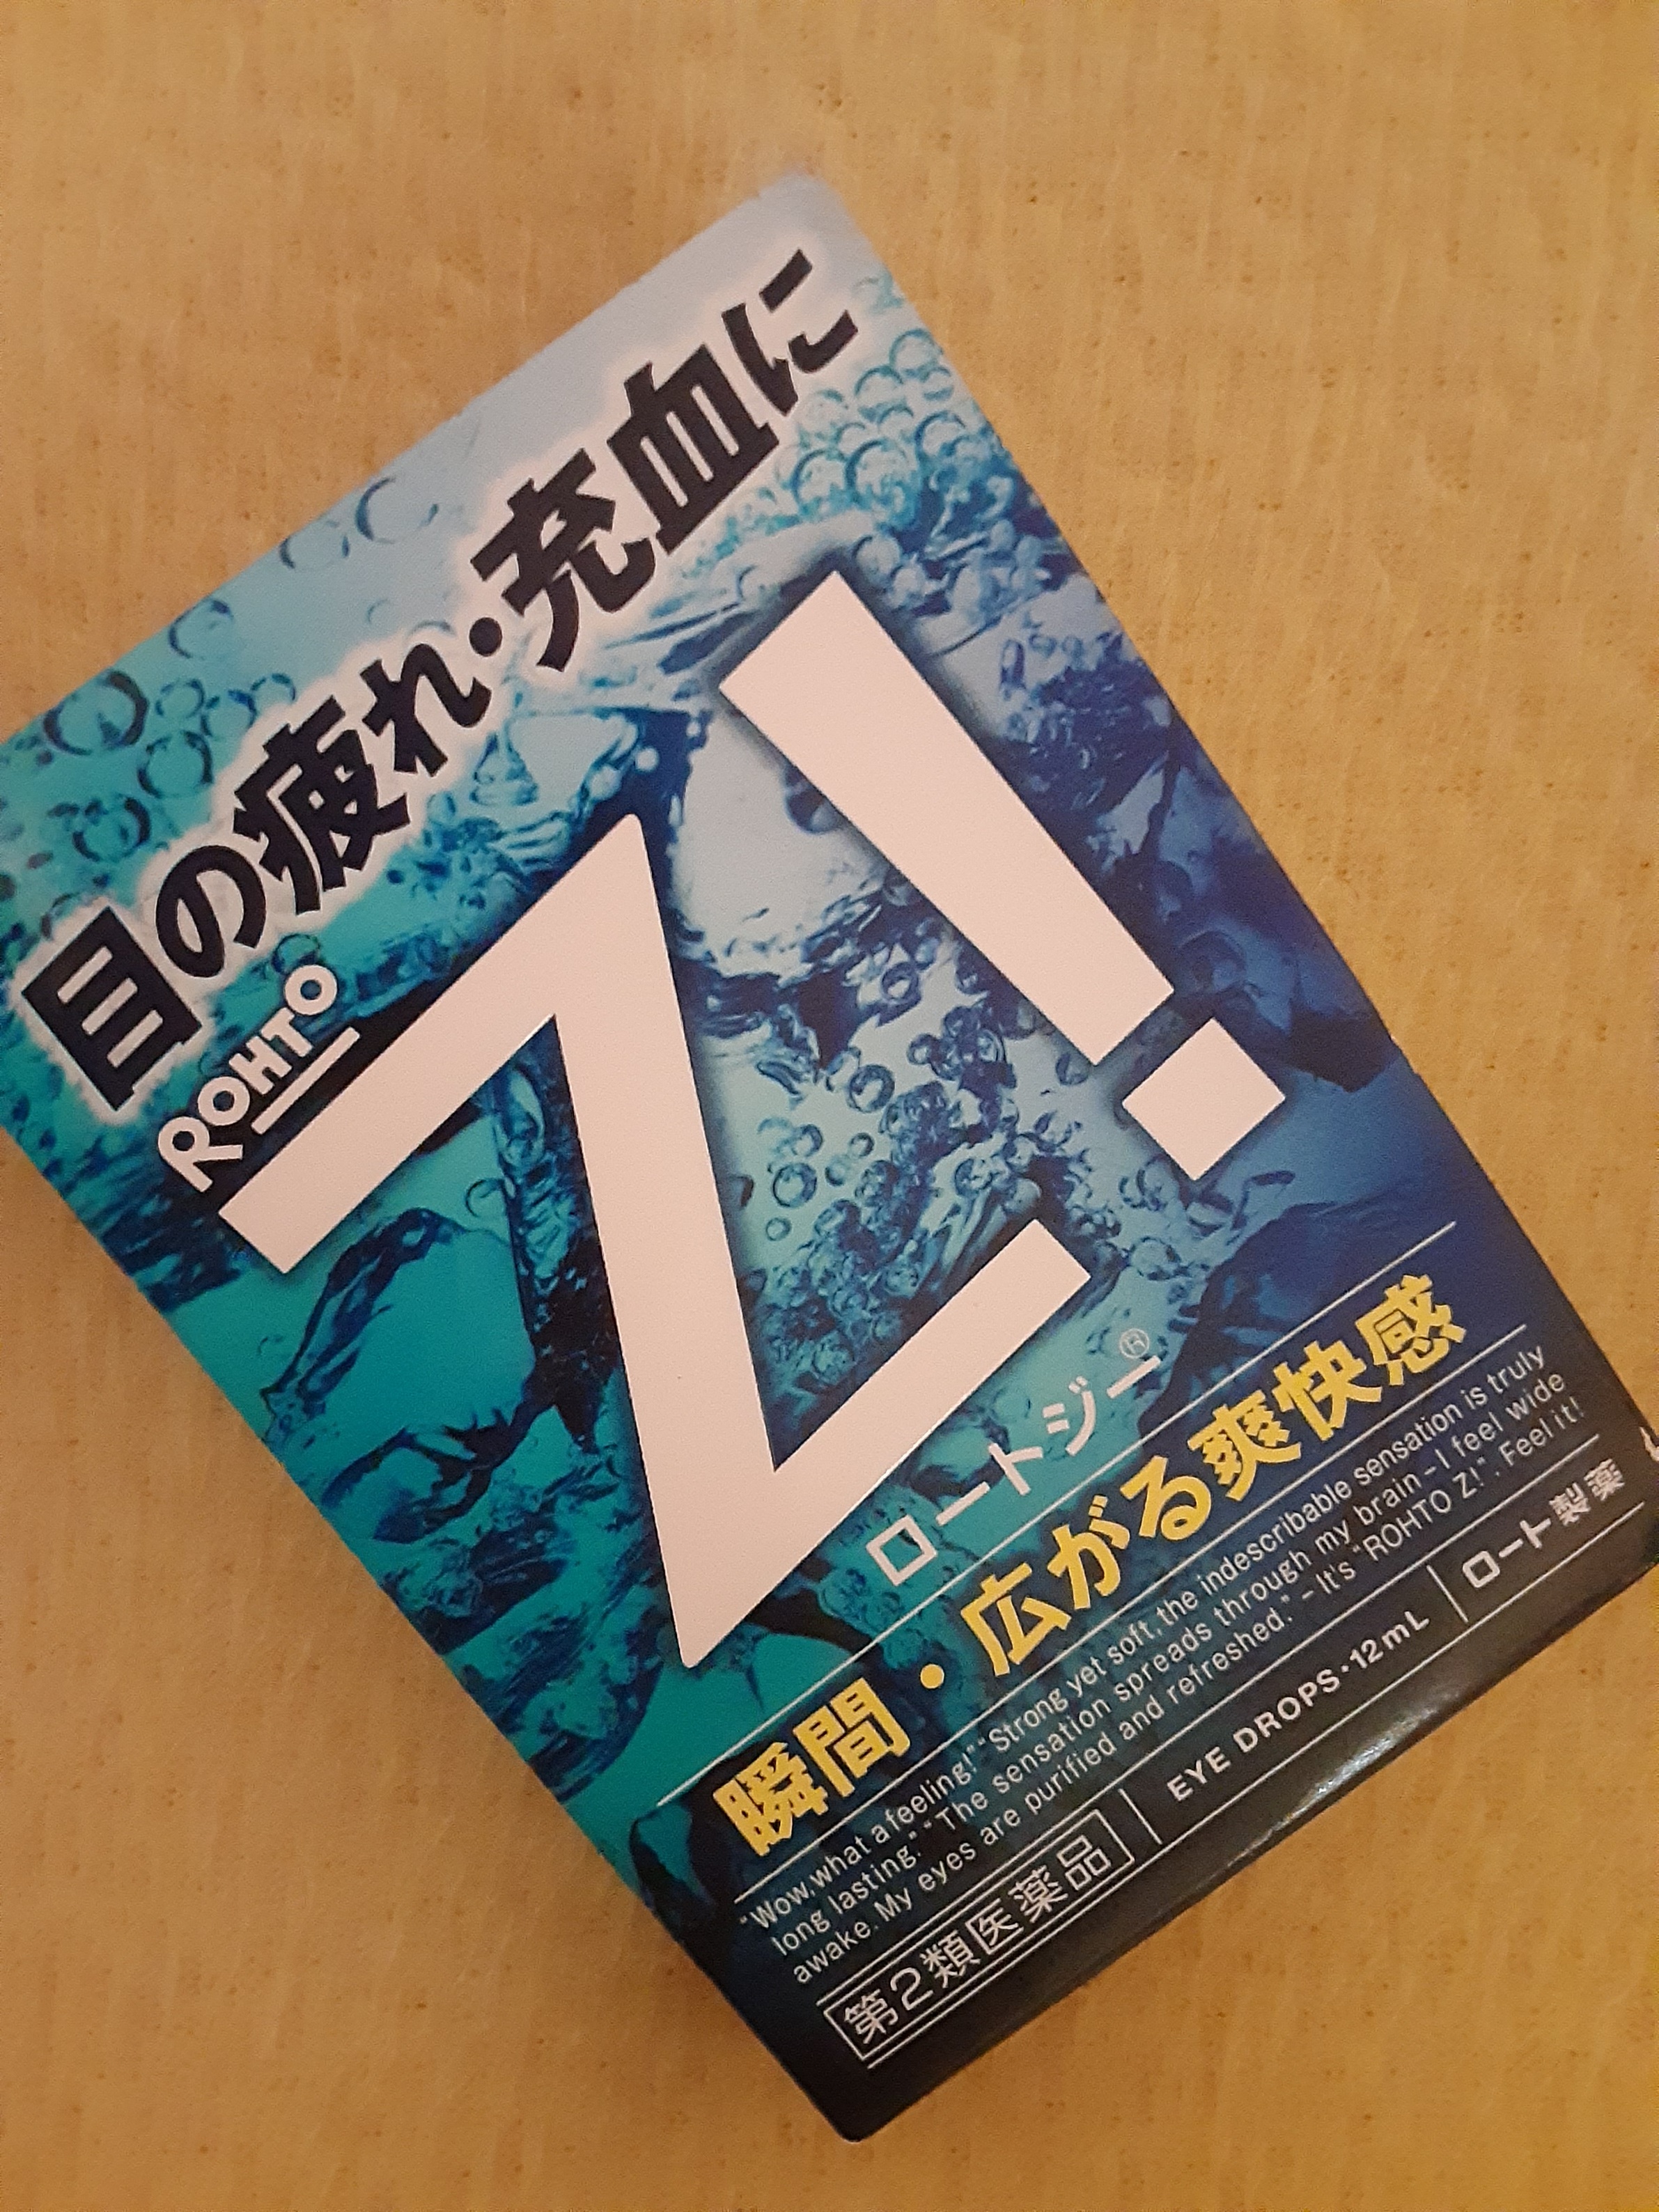 目の疲れ・充血に
ROHTO
Z!
ロートジー®
瞬間・広がる爽快感
"Wow, what a feeling!" "Strong yet soft, the indescribable sensation is truly
long lasting." "The sensation spreads through my brain – I feel wide
awake. My eyes are purified and refreshed." – It's "ROHTO Z!". Feel it!
第2類医薬品 EYE DROPS・12mL ロート製薬